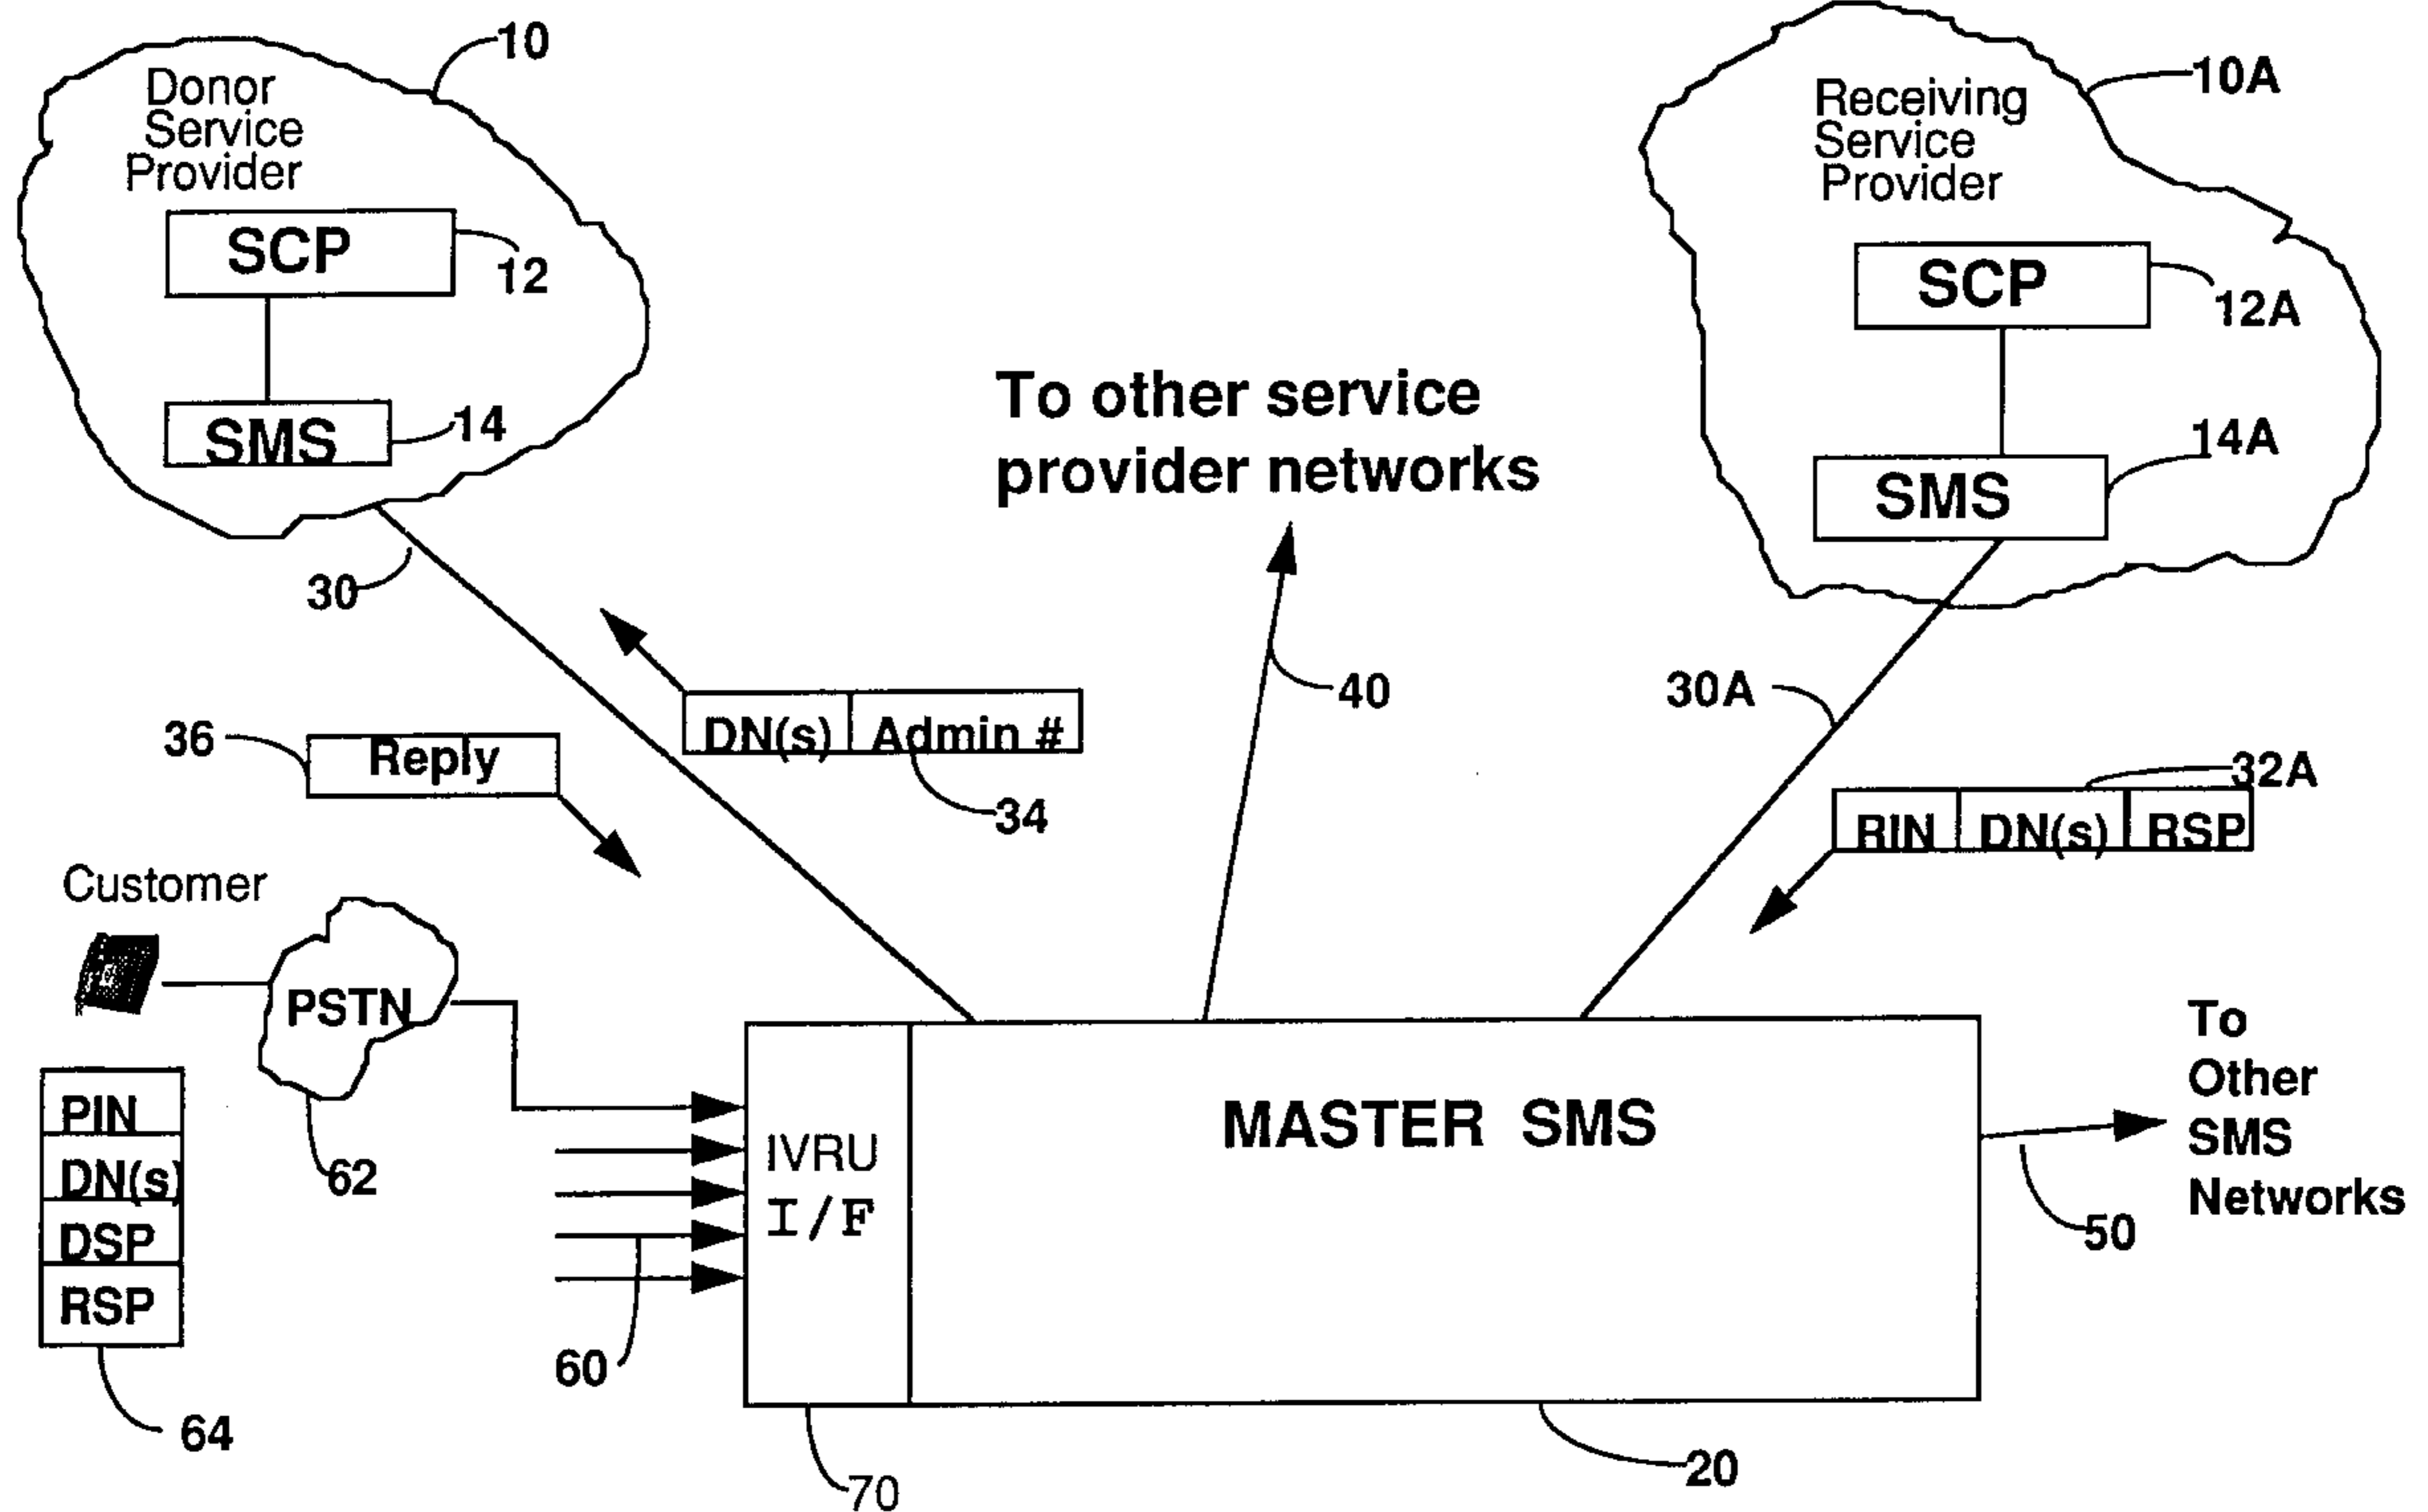 10
Donor
Service
Provider
SCP
12
SMS
14
30
10A
Receiving
Service
Provider
SCP
12A
14A
SMS
To other service
provider networks
40
30A
DN(s) Admin #
34
36
Reply
32A
RIN DN(s) RSP
Customer
PSTN
62
PIN
DN(s)
DSP
RSP
64
60
IVRU
I/F
70
MASTER SMS
20
To
Other
SMS
Networks
50